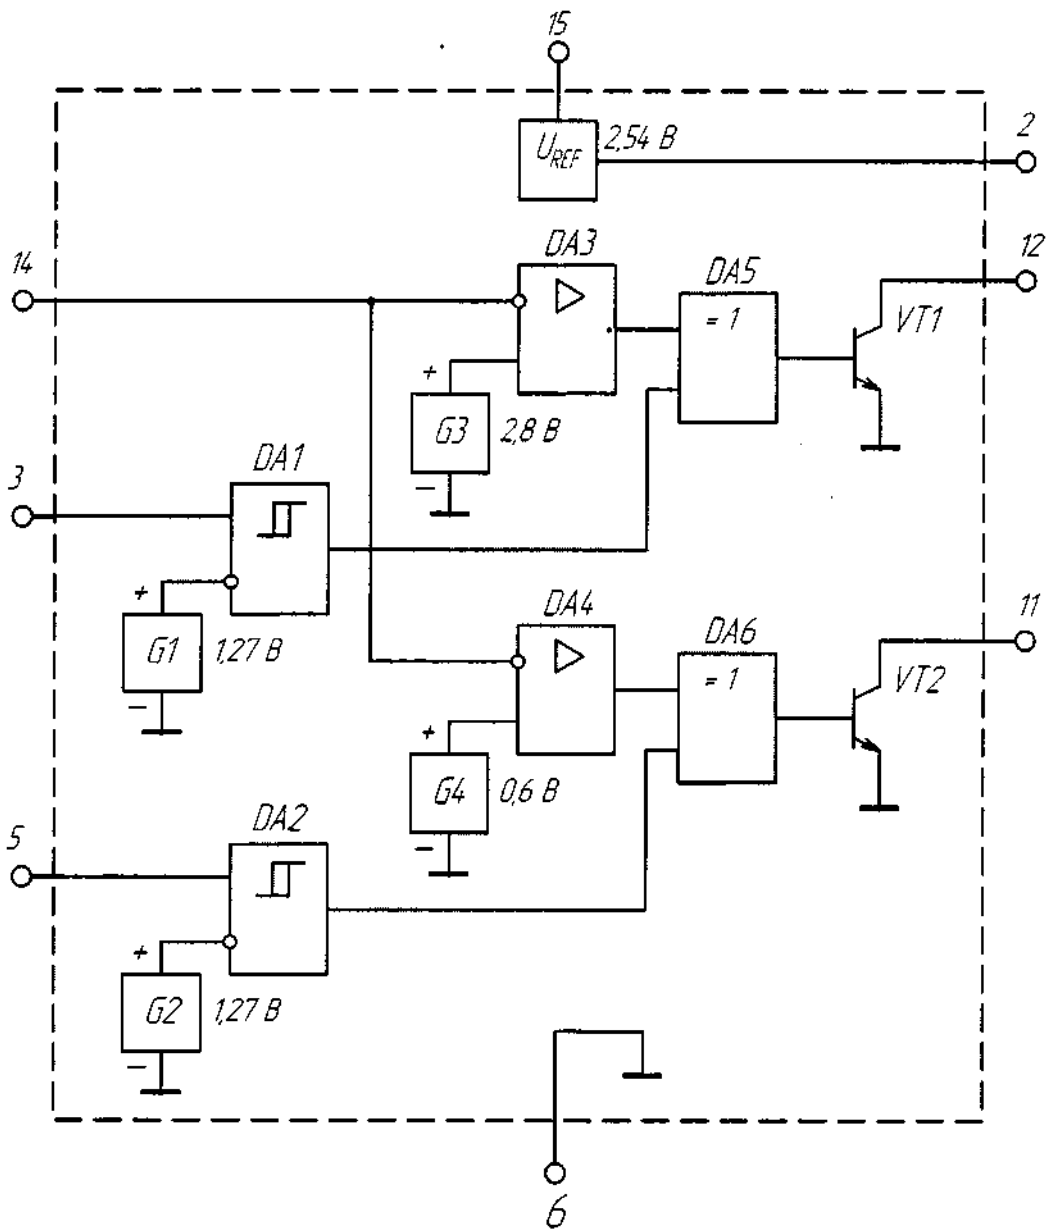 15
U_REF 2,54 В
2
14
DA3
DA5
12
= 1
VT1
+
G3 2,8 В
−
3
DA1
+
G1 1,27 В
−
DA4
DA6
11
= 1
VT2
+
G4 0,6 В
−
5
DA2
+
G2 1,27 В
−
6